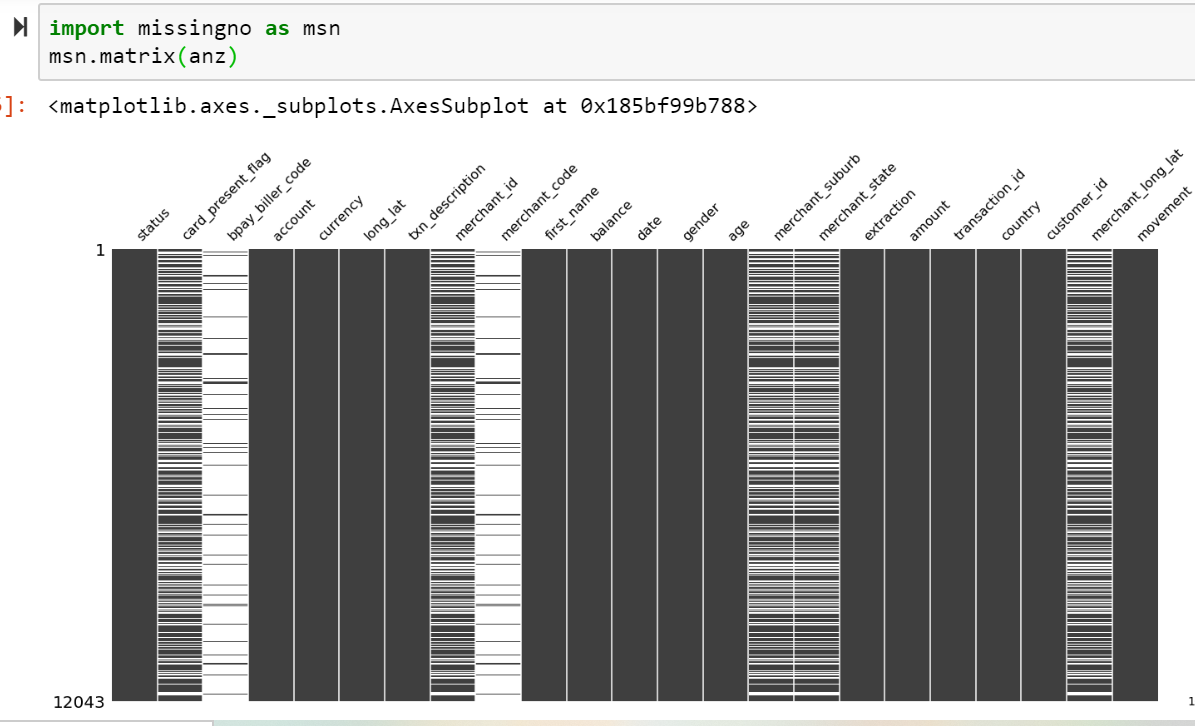 import missingno as msn
msn.matrix(anz)
]: <matplotlib.axes._subplots.AxesSubplot at 0x185bf99b788>
status
card_present_flag
bpay_biller_code
account
currency
long_lat
txn_description
merchant_id
merchant_code
first_name
balance
date
gender
age
merchant_suburb
merchant_state
extraction
amount
transaction_id
country
customer_id
merchant_long_lat
movement
1
12043
1